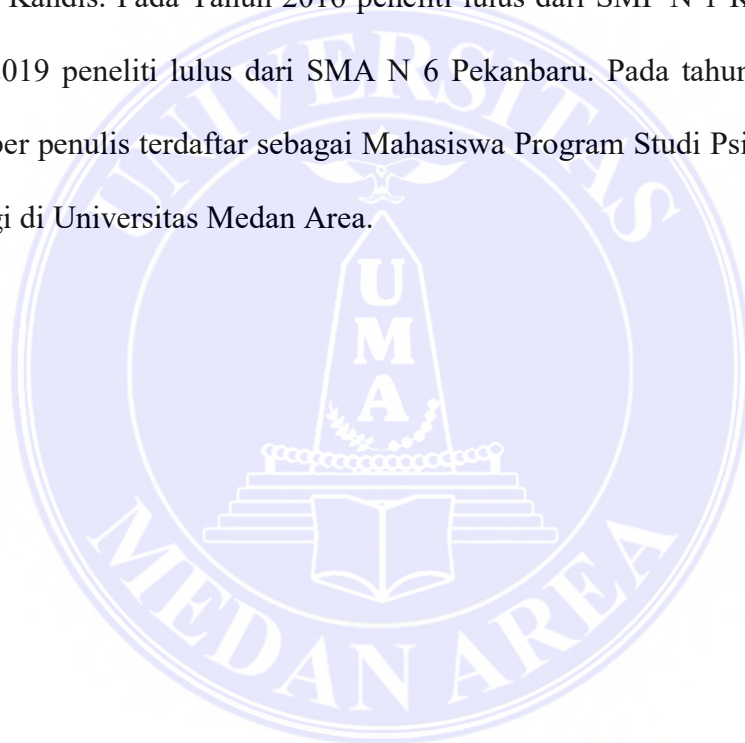 Kandis. Pada Tahun 2016 peneliti lulus dari SMP N 1 K
2019 peneliti lulus dari SMA N 6 Pekanbaru. Pada tahun
ber penulis terdaftar sebagai Mahasiswa Program Studi Psi
gi di Universitas Medan Area.
UNIVERSITAS
U
M
A
MEDAN AREA